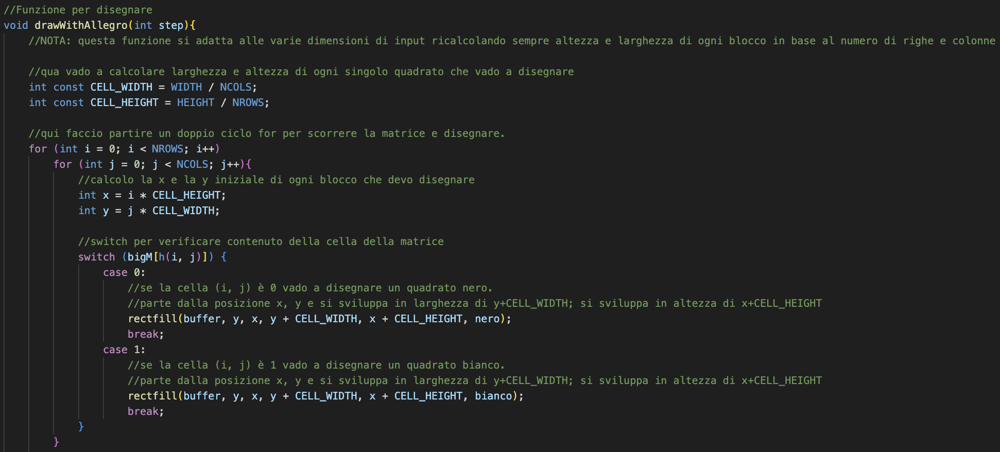 //Funzione per disegnare
void drawWithAllegro(int step){
    //NOTA: questa funzione si adatta alle varie dimensioni di input ricalcolando sempre altezza e larghezza di ogni blocco in base al numero di righe e colonne

    //qua vado a calcolare larghezza e altezza di ogni singolo quadrato che vado a disegnare
    int const CELL_WIDTH = WIDTH / NCOLS;
    int const CELL_HEIGHT = HEIGHT / NROWS;

    //qui faccio partire un doppio ciclo for per scorrere la matrice e disegnare.
    for (int i = 0; i < NROWS; i++)
        for (int j = 0; j < NCOLS; j++){
            //calcolo la x e la y iniziale di ogni blocco che devo disegnare
            int x = i * CELL_HEIGHT;
            int y = j * CELL_WIDTH;

            //switch per verificare contenuto della cella della matrice
            switch (bigM[h(i, j)]) {
                case 0:
                    //se la cella (i, j) è 0 vado a disegnare un quadrato nero.
                    //parte dalla posizione x, y e si sviluppa in larghezza di y+CELL_WIDTH; si sviluppa in altezza di x+CELL_HEIGHT
                    rectfill(buffer, y, x, y + CELL_WIDTH, x + CELL_HEIGHT, nero);
                    break;
                case 1:
                    //se la cella (i, j) è 1 vado a disegnare un quadrato bianco.
                    //parte dalla posizione x, y e si sviluppa in larghezza di y+CELL_WIDTH; si sviluppa in altezza di x+CELL_HEIGHT
                    rectfill(buffer, y, x, y + CELL_WIDTH, x + CELL_HEIGHT, bianco);
                    break;
            }
        }